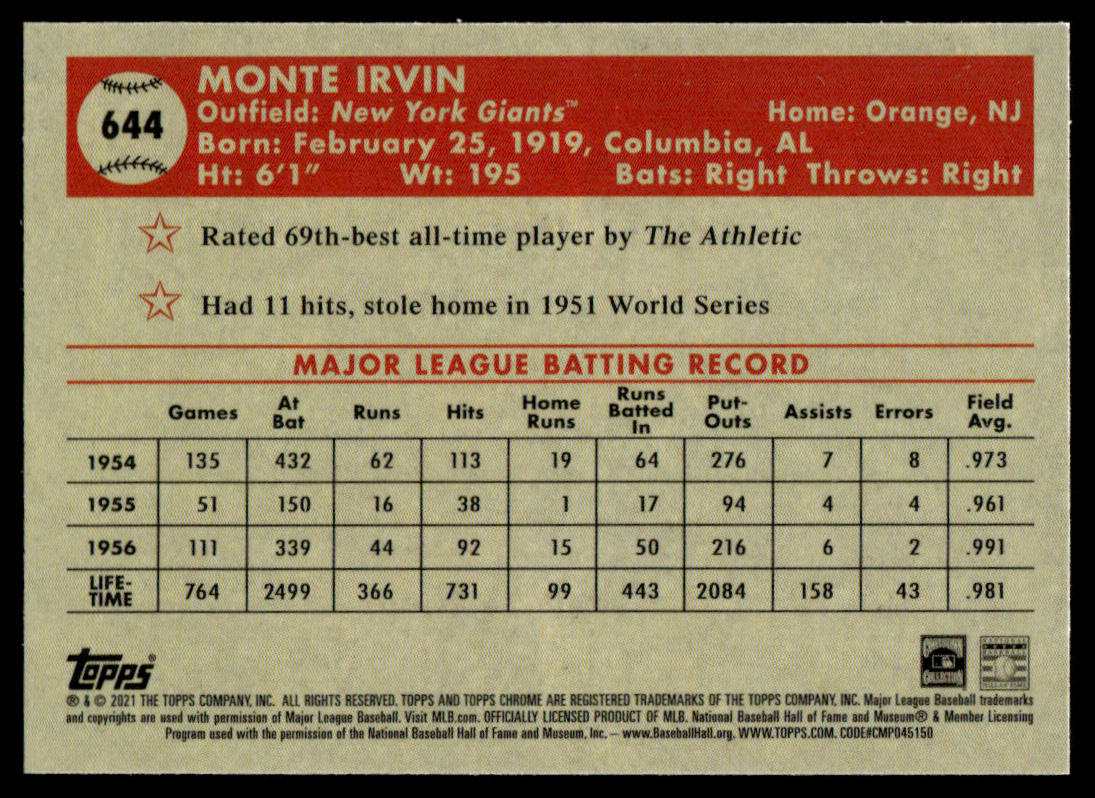 644
MONTE IRVIN
Outfield: New York Giants™ Home: Orange, NJ
Born: February 25, 1919, Columbia, AL
Ht: 6'1" Wt: 195 Bats: Right Throws: Right
Rated 69th-best all-time player by The Athletic
Had 11 hits, stole home in 1951 World Series
MAJOR LEAGUE BATTING RECORD
Games At Bat Runs Hits Home Runs Runs Batted In Put-Outs Assists Errors Field Avg.
1954 135 432 62 113 19 64 276 7 8 .973
1955 51 150 16 38 1 17 94 4 4 .961
1956 111 339 44 92 15 50 216 6 2 .991
LIFE-TIME 764 2499 366 731 99 443 2084 158 43 .981
Topps®
® & © 2021 THE TOPPS COMPANY, INC. ALL RIGHTS RESERVED. TOPPS AND TOPPS CHROME ARE REGISTERED TRADEMARKS OF THE TOPPS COMPANY, INC. Major League Baseball trademarks
and copyrights are used with permission of Major League Baseball. Visit MLB.com. OFFICIALLY LICENSED PRODUCT OF MLB. National Baseball Hall of Fame and Museum® & Member Licensing
Program used with the permission of the National Baseball Hall of Fame and Museum, Inc. – www.BaseballHall.org. WWW.TOPPS.COM. CODE#CMP045150